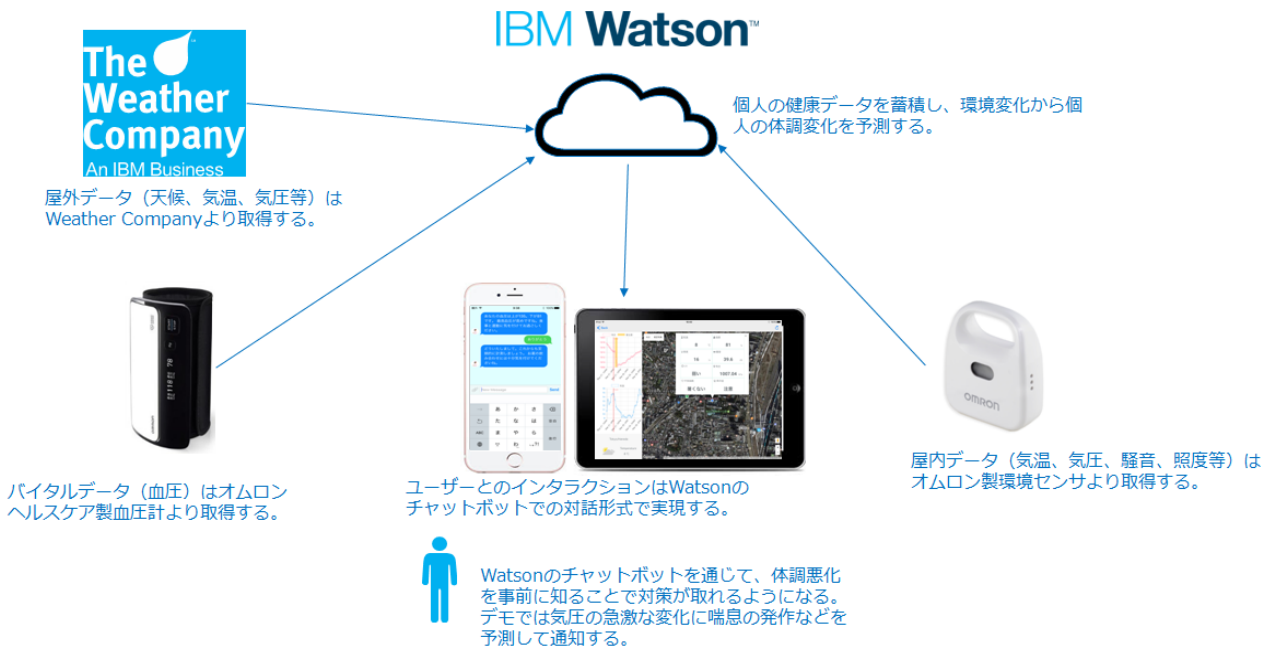 IBM Watson™
The
Weather
Company
An IBM Business
個人の健康データを蓄積し、環境変化から個
人の体調変化を予測する。
屋外データ（天候、気温、気圧等）は
Weather Companyより取得する。
バイタルデータ（血圧）はオムロン
ヘルスケア製血圧計より取得する。
Send
OMRON
屋内データ（気温、気圧、騒音、照度等）は
オムロン製環境センサより取得する。
ユーザーとのインタラクションはWatsonの
チャットボットでの対話形式で実現する。
Watsonのチャットボットを通じて、体調悪化
を事前に知ることで対策が取れるようになる。
デモでは気圧の急激な変化に喘息の発作などを
予測して通知する。